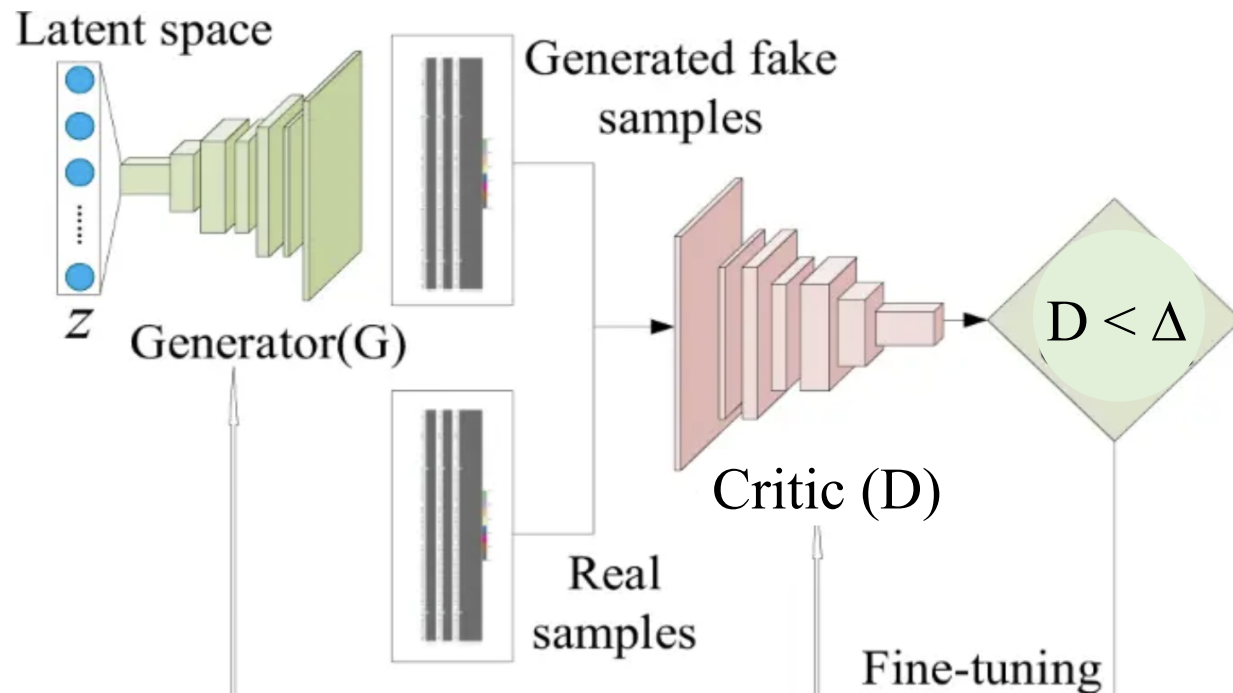 Latent space
z
Generator(G)
Generated fake
samples
Real
samples
Critic (D)
D < Δ
Fine-tuning